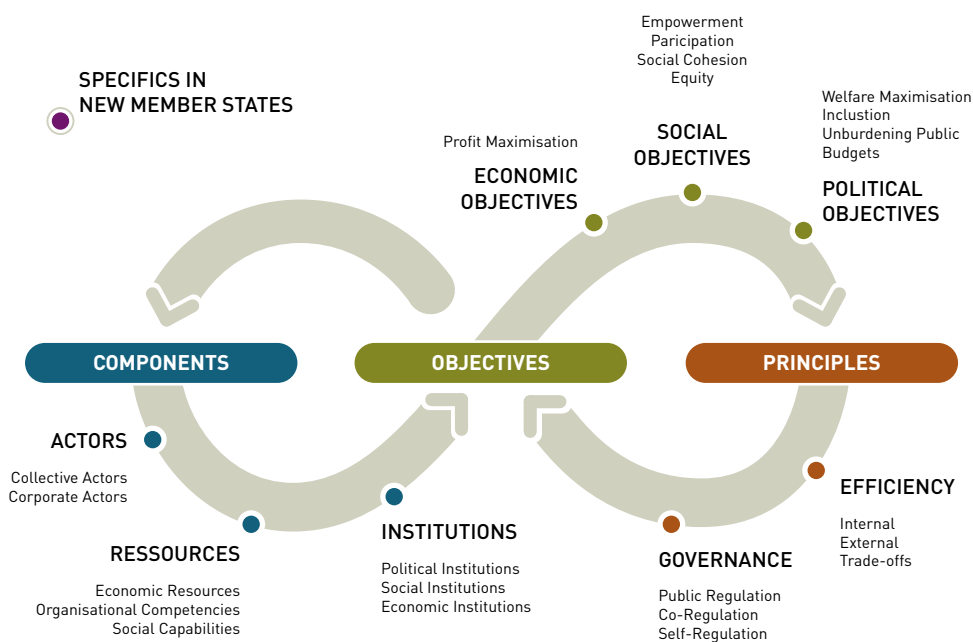 SPECIFICS IN
NEW MEMBER STATES
Empowerment
Paricipation
Social Cohesion
Equity
SOCIAL
OBJECTIVES
Profit Maximisation
ECONOMIC
OBJECTIVES
Welfare Maximisation
Inclustion
Unburdening Public
Budgets
POLITICAL
OBJECTIVES
COMPONENTS
OBJECTIVES
PRINCIPLES
ACTORS
Collective Actors
Corporate Actors
RESSOURCES
Economic Resources
Organisational Competencies
Social Capabilities
INSTITUTIONS
Political Institutions
Social Institutions
Economic Institutions
GOVERNANCE
Public Regulation
Co-Regulation
Self-Regulation
EFFICIENCY
Internal
External
Trade-offs